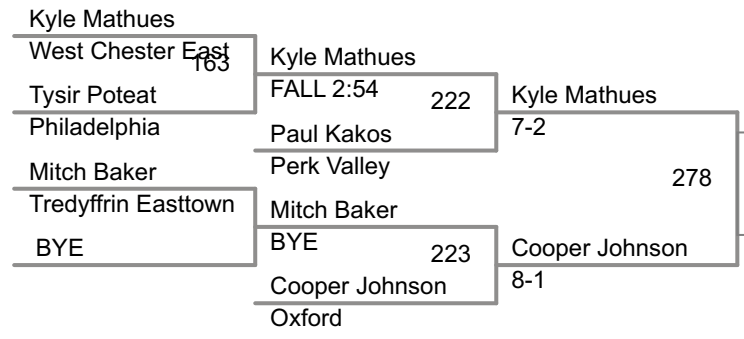 Kyle Mathues
West Chester East
163
Tysir Poteat
Philadelphia
Mitch Baker
Tredyffrin Easttown
BYE
Kyle Mathues
FALL 2:54
222
Paul Kakos
Perk Valley
Mitch Baker
BYE
223
Cooper Johnson
Oxford
Kyle Mathues
7-2
278
Cooper Johnson
8-1